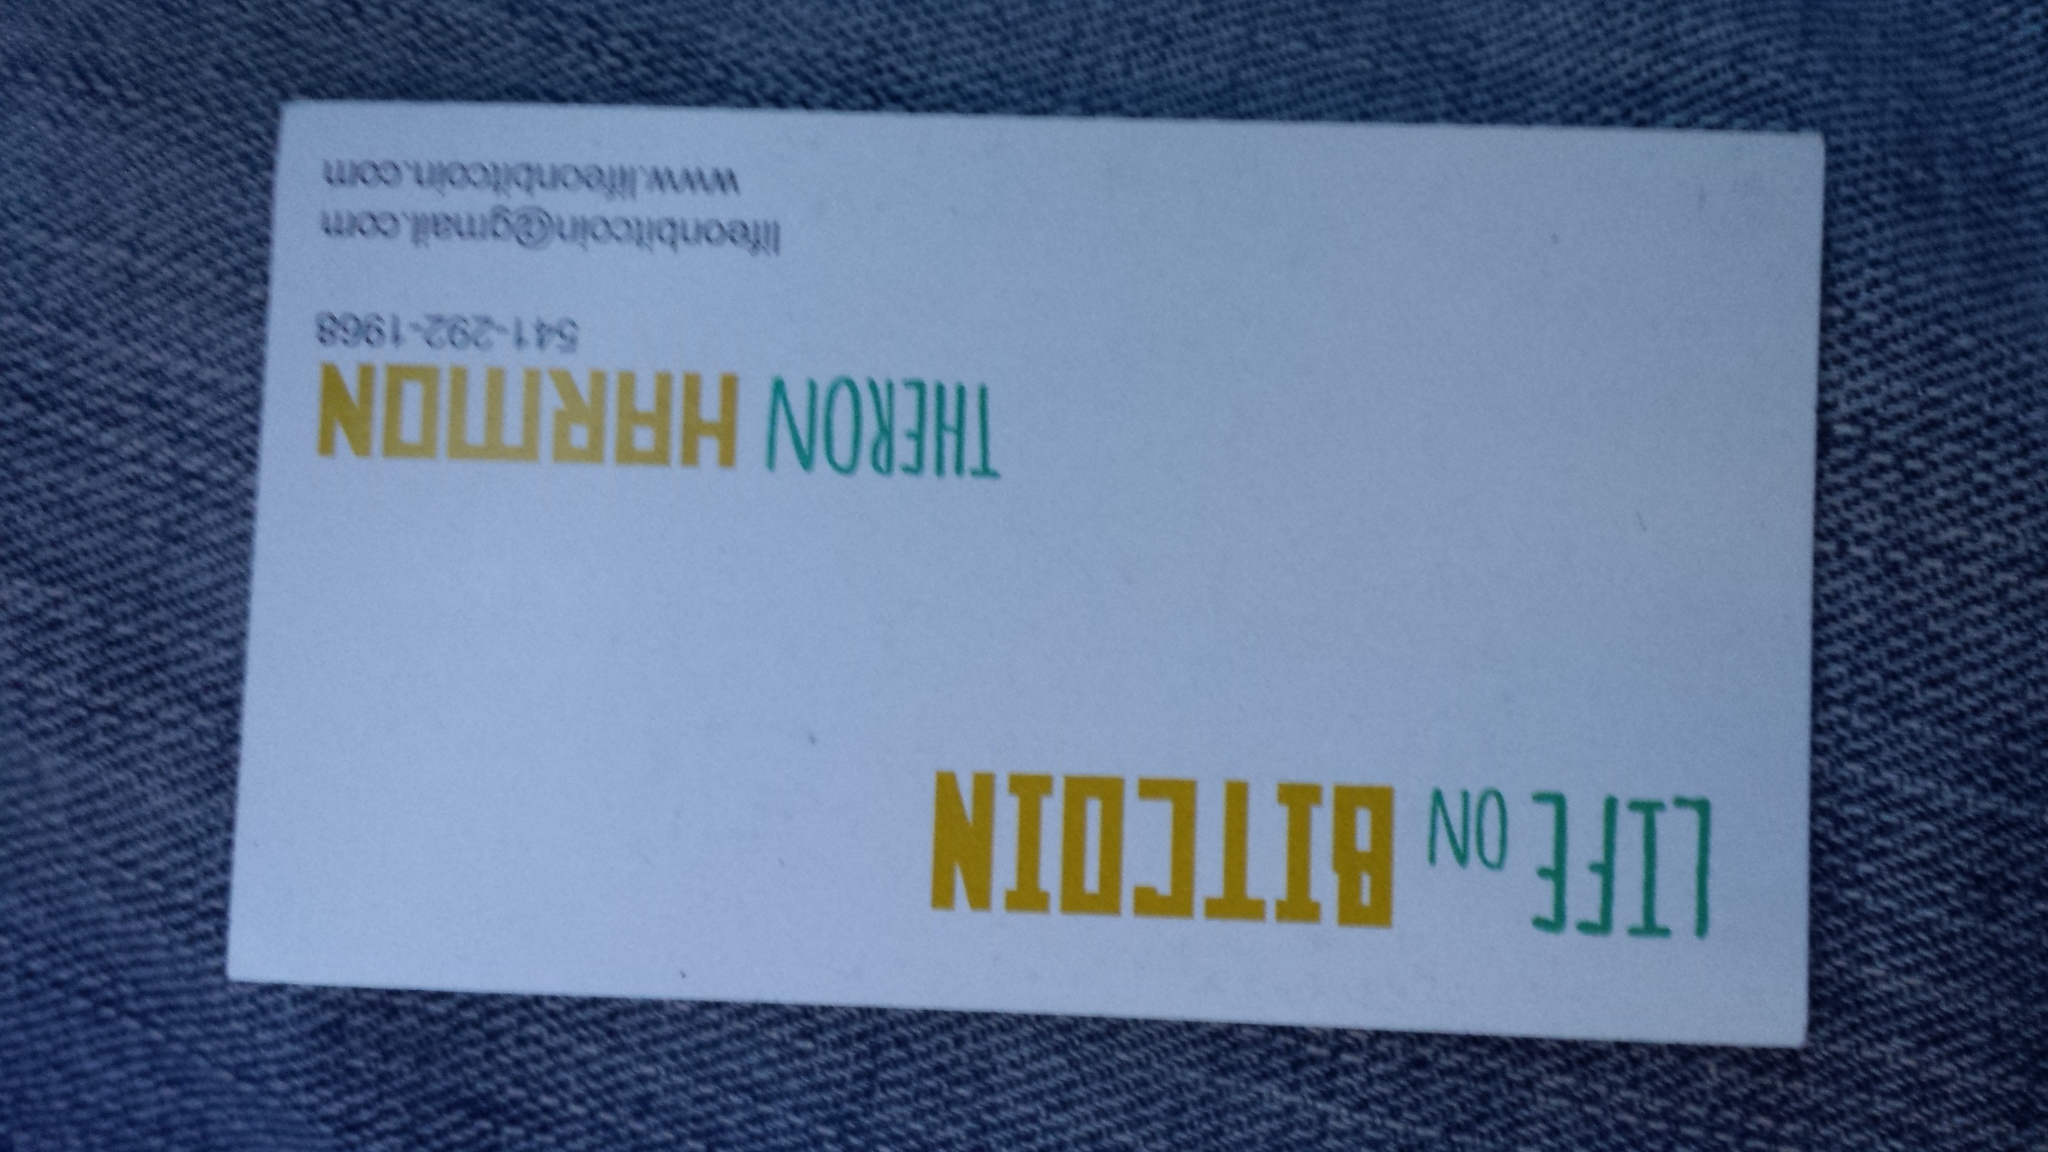 LIFE ON BITCOIN
THERON HARMON
541-292-1968
lifeonbitcoin@gmail.com
www.lifeonbitcoin.com